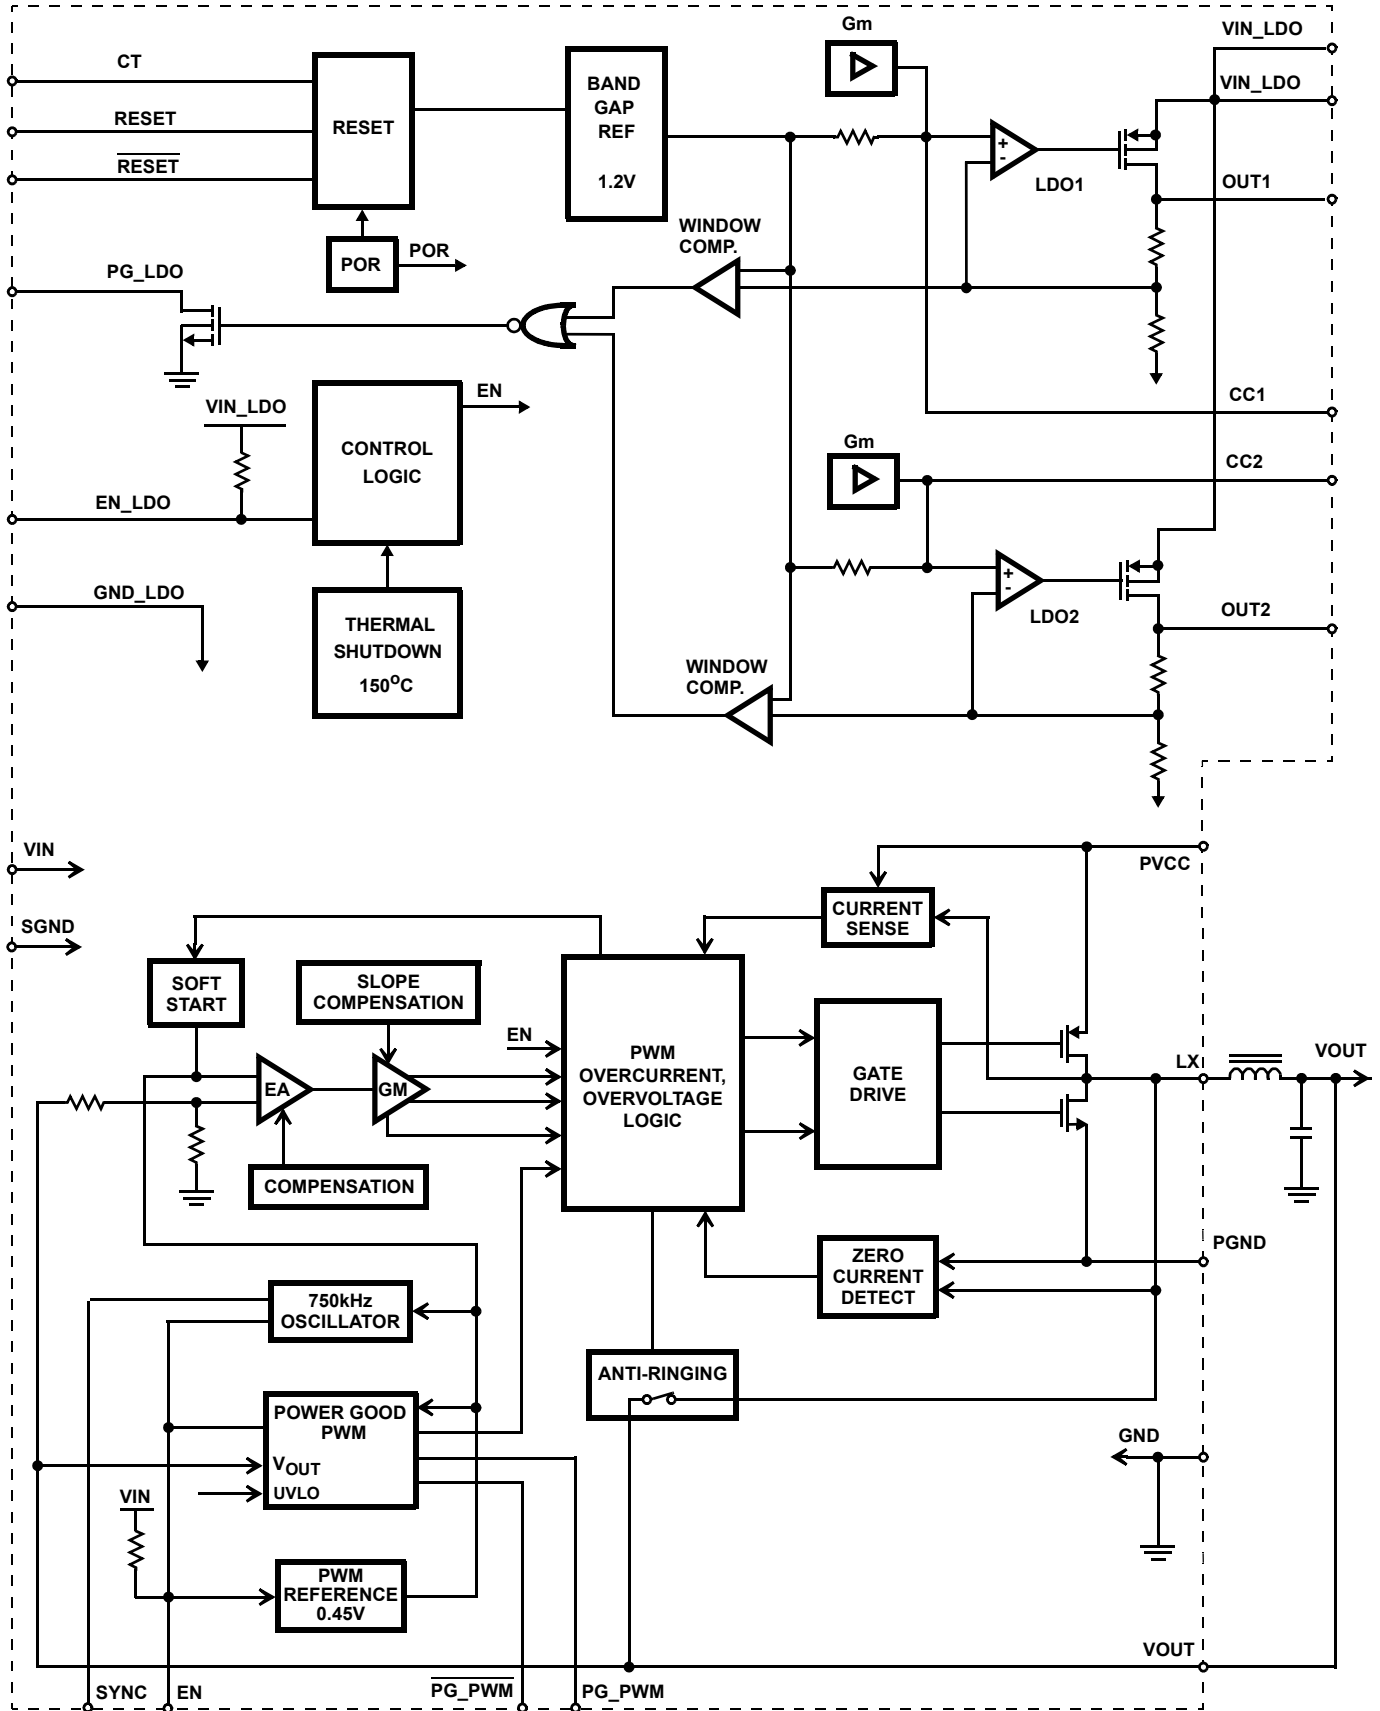 Gm
VIN_LDO
CT
BAND
GAP
REF
1.2V
VIN_LDO
RESET
RESET
RESET
+
-
LDO1
OUT1
WINDOW
COMP.
POR
POR
PG_LDO
VIN_LDO
EN
CC1
CONTROL
LOGIC
Gm
CC2
EN_LDO
GND_LDO
+
-
LDO2
OUT2
THERMAL
SHUTDOWN
150°C
WINDOW
COMP.
VIN
PVCC
CURRENT
SENSE
SGND
SOFT
START
SLOPE
COMPENSATION
EN
PWM
OVERCURRENT,
OVERVOLTAGE
LOGIC
GATE
DRIVE
LX
VOUT
EA
GM
COMPENSATION
ZERO
CURRENT
DETECT
PGND
750kHz
OSCILLATOR
ANTI-RINGING
POWER GOOD
PWM
VOUT
UVLO
GND
VIN
PWM
REFERENCE
0.45V
VOUT
SYNC
EN
PG_PWM
PG_PWM